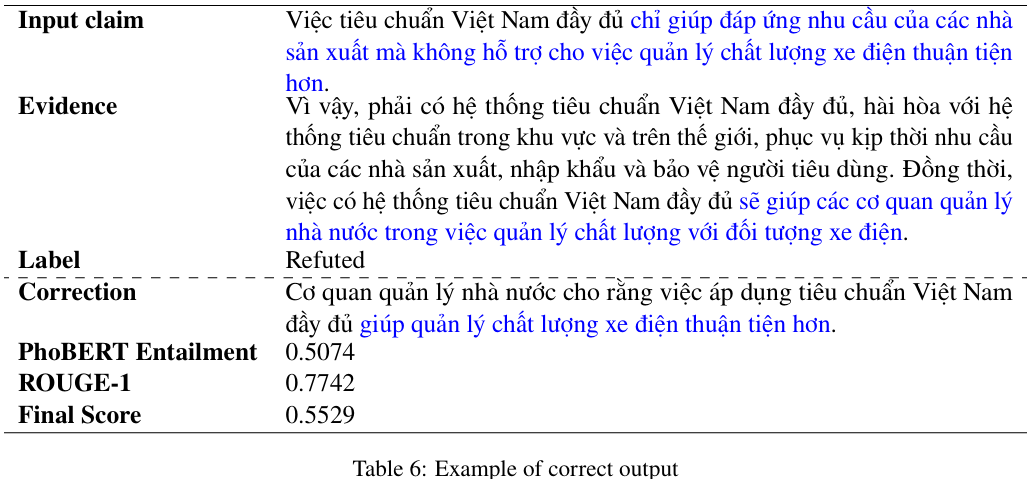 Input claim Việc tiêu chuẩn Việt Nam đầy đủ chỉ giúp đáp ứng nhu cầu của các nhà
sản xuất mà không hỗ trợ cho việc quản lý chất lượng xe điện thuận tiện
hơn.
Evidence Vì vậy, phải có hệ thống tiêu chuẩn Việt Nam đầy đủ, hài hòa với hệ
thống tiêu chuẩn trong khu vực và trên thế giới, phục vụ kịp thời nhu cầu
của các nhà sản xuất, nhập khẩu và bảo vệ người tiêu dùng. Đồng thời,
việc có hệ thống tiêu chuẩn Việt Nam đầy đủ sẽ giúp các cơ quan quản lý
nhà nước trong việc quản lý chất lượng với đối tượng xe điện.
Label Refuted
Correction Cơ quan quản lý nhà nước cho rằng việc áp dụng tiêu chuẩn Việt Nam
đầy đủ giúp quản lý chất lượng xe điện thuận tiện hơn.
PhoBERT Entailment 0.5074
ROUGE-1 0.7742
Final Score 0.5529
Table 6: Example of correct output